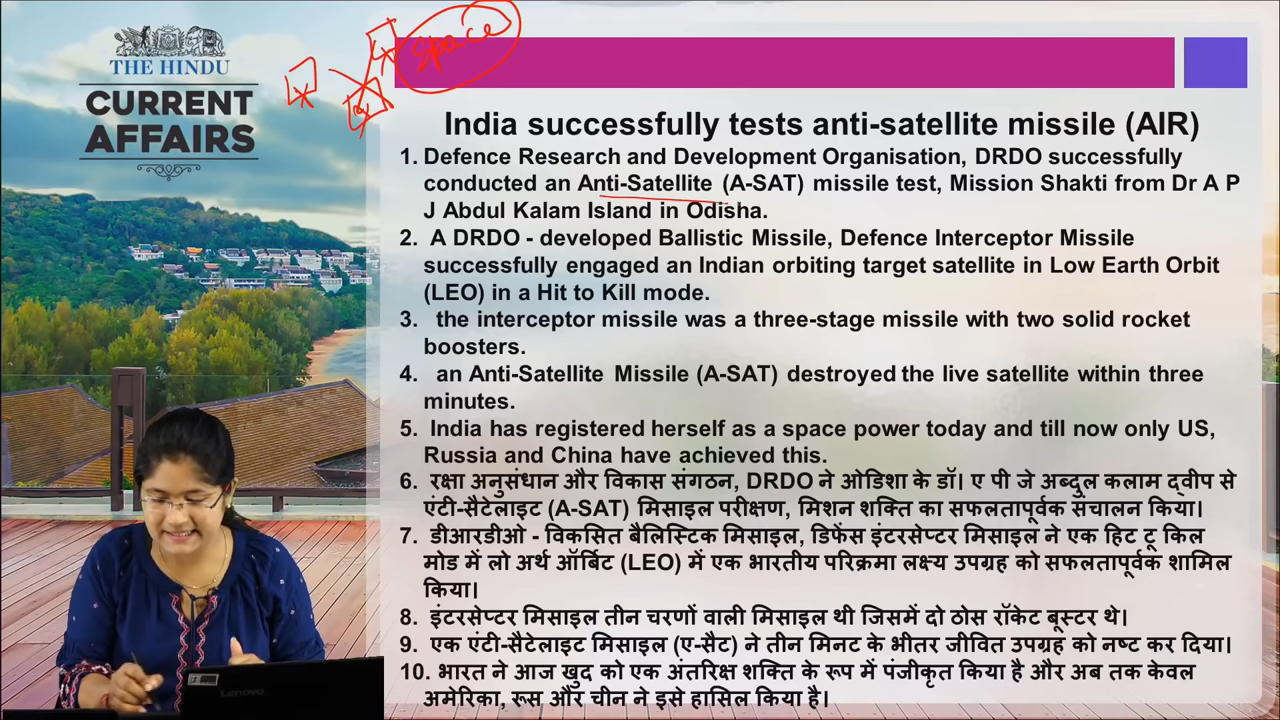 THE HINDU
CURRENT
AFFAIRS
Space
India successfully tests anti-satellite missile (AIR)
1. Defence Research and Development Organisation, DRDO successfully
conducted an Anti-Satellite (A-SAT) missile test, Mission Shakti from Dr A P
J Abdul Kalam Island in Odisha.
2. A DRDO - developed Ballistic Missile, Defence Interceptor Missile
successfully engaged an Indian orbiting target satellite in Low Earth Orbit
(LEO) in a Hit to Kill mode.
3. the interceptor missile was a three-stage missile with two solid rocket
boosters.
4. an Anti-Satellite Missile (A-SAT) destroyed the live satellite within three
minutes.
5. India has registered herself as a space power today and till now only US,
Russia and China have achieved this.
6. रक्षा अनुसंधान और विकास संगठन, DRDO ने ओडिशा के डॉ। ए पी जे अब्दुल कलाम द्वीप से
एंटी-सैटेलाइट (A-SAT) मिसाइल परीक्षण, मिशन शक्ति का सफलतापूर्वक संचालन किया।
7. डीआरडीओ - विकसित बैलिस्टिक मिसाइल, डिफेंस इंटरसेप्टर मिसाइल ने एक हिट टू किल
मोड में लो अर्थ ऑर्बिट (LEO) में एक भारतीय परिक्रमा लक्ष्य उपग्रह को सफलतापूर्वक शामिल
किया।
8. इंटरसेप्टर मिसाइल तीन चरणों वाली मिसाइल थी जिसमें दो ठोस रॉकेट बूस्टर थे।
9. एक एंटी-सैटेलाइट मिसाइल (ए-सैट) ने तीन मिनट के भीतर जीवित उपग्रह को नष्ट कर दिया।
10. भारत ने आज खुद को एक अंतरिक्ष शक्ति के रूप में पंजीकृत किया है और अब तक केवल
अमेरिका, रूस और चीन ने इसे हासिल किया है।
Lenovo